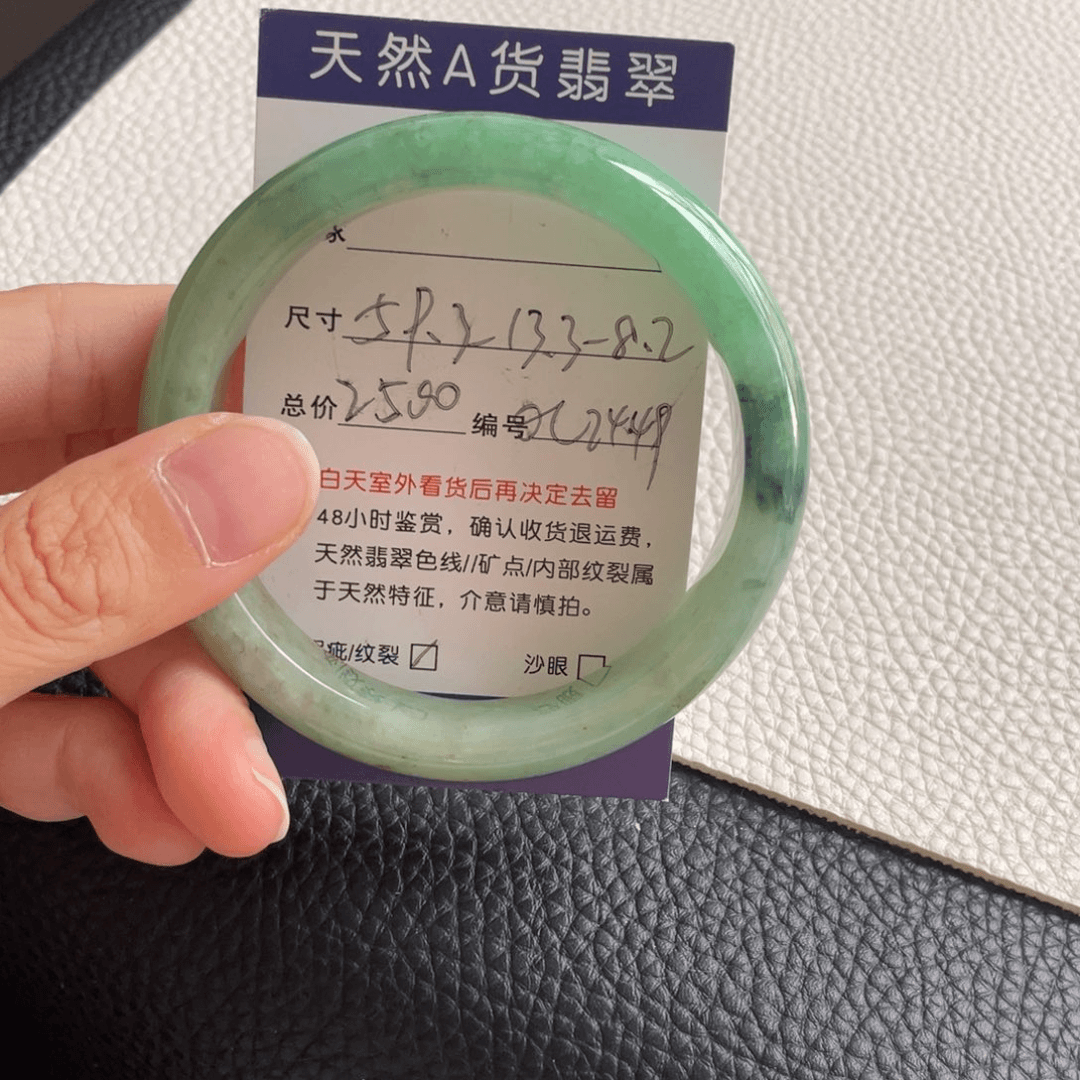 天然A货翡翠
尺寸 59.3-13.3-8.2
总价 2500 编号
白天室外看货后再决定去留
48小时鉴赏，确认收货退运费，
天然翡翠色线//矿点/内部纹裂属
于天然特征，介意请慎拍。
疵/纹裂 沙眼